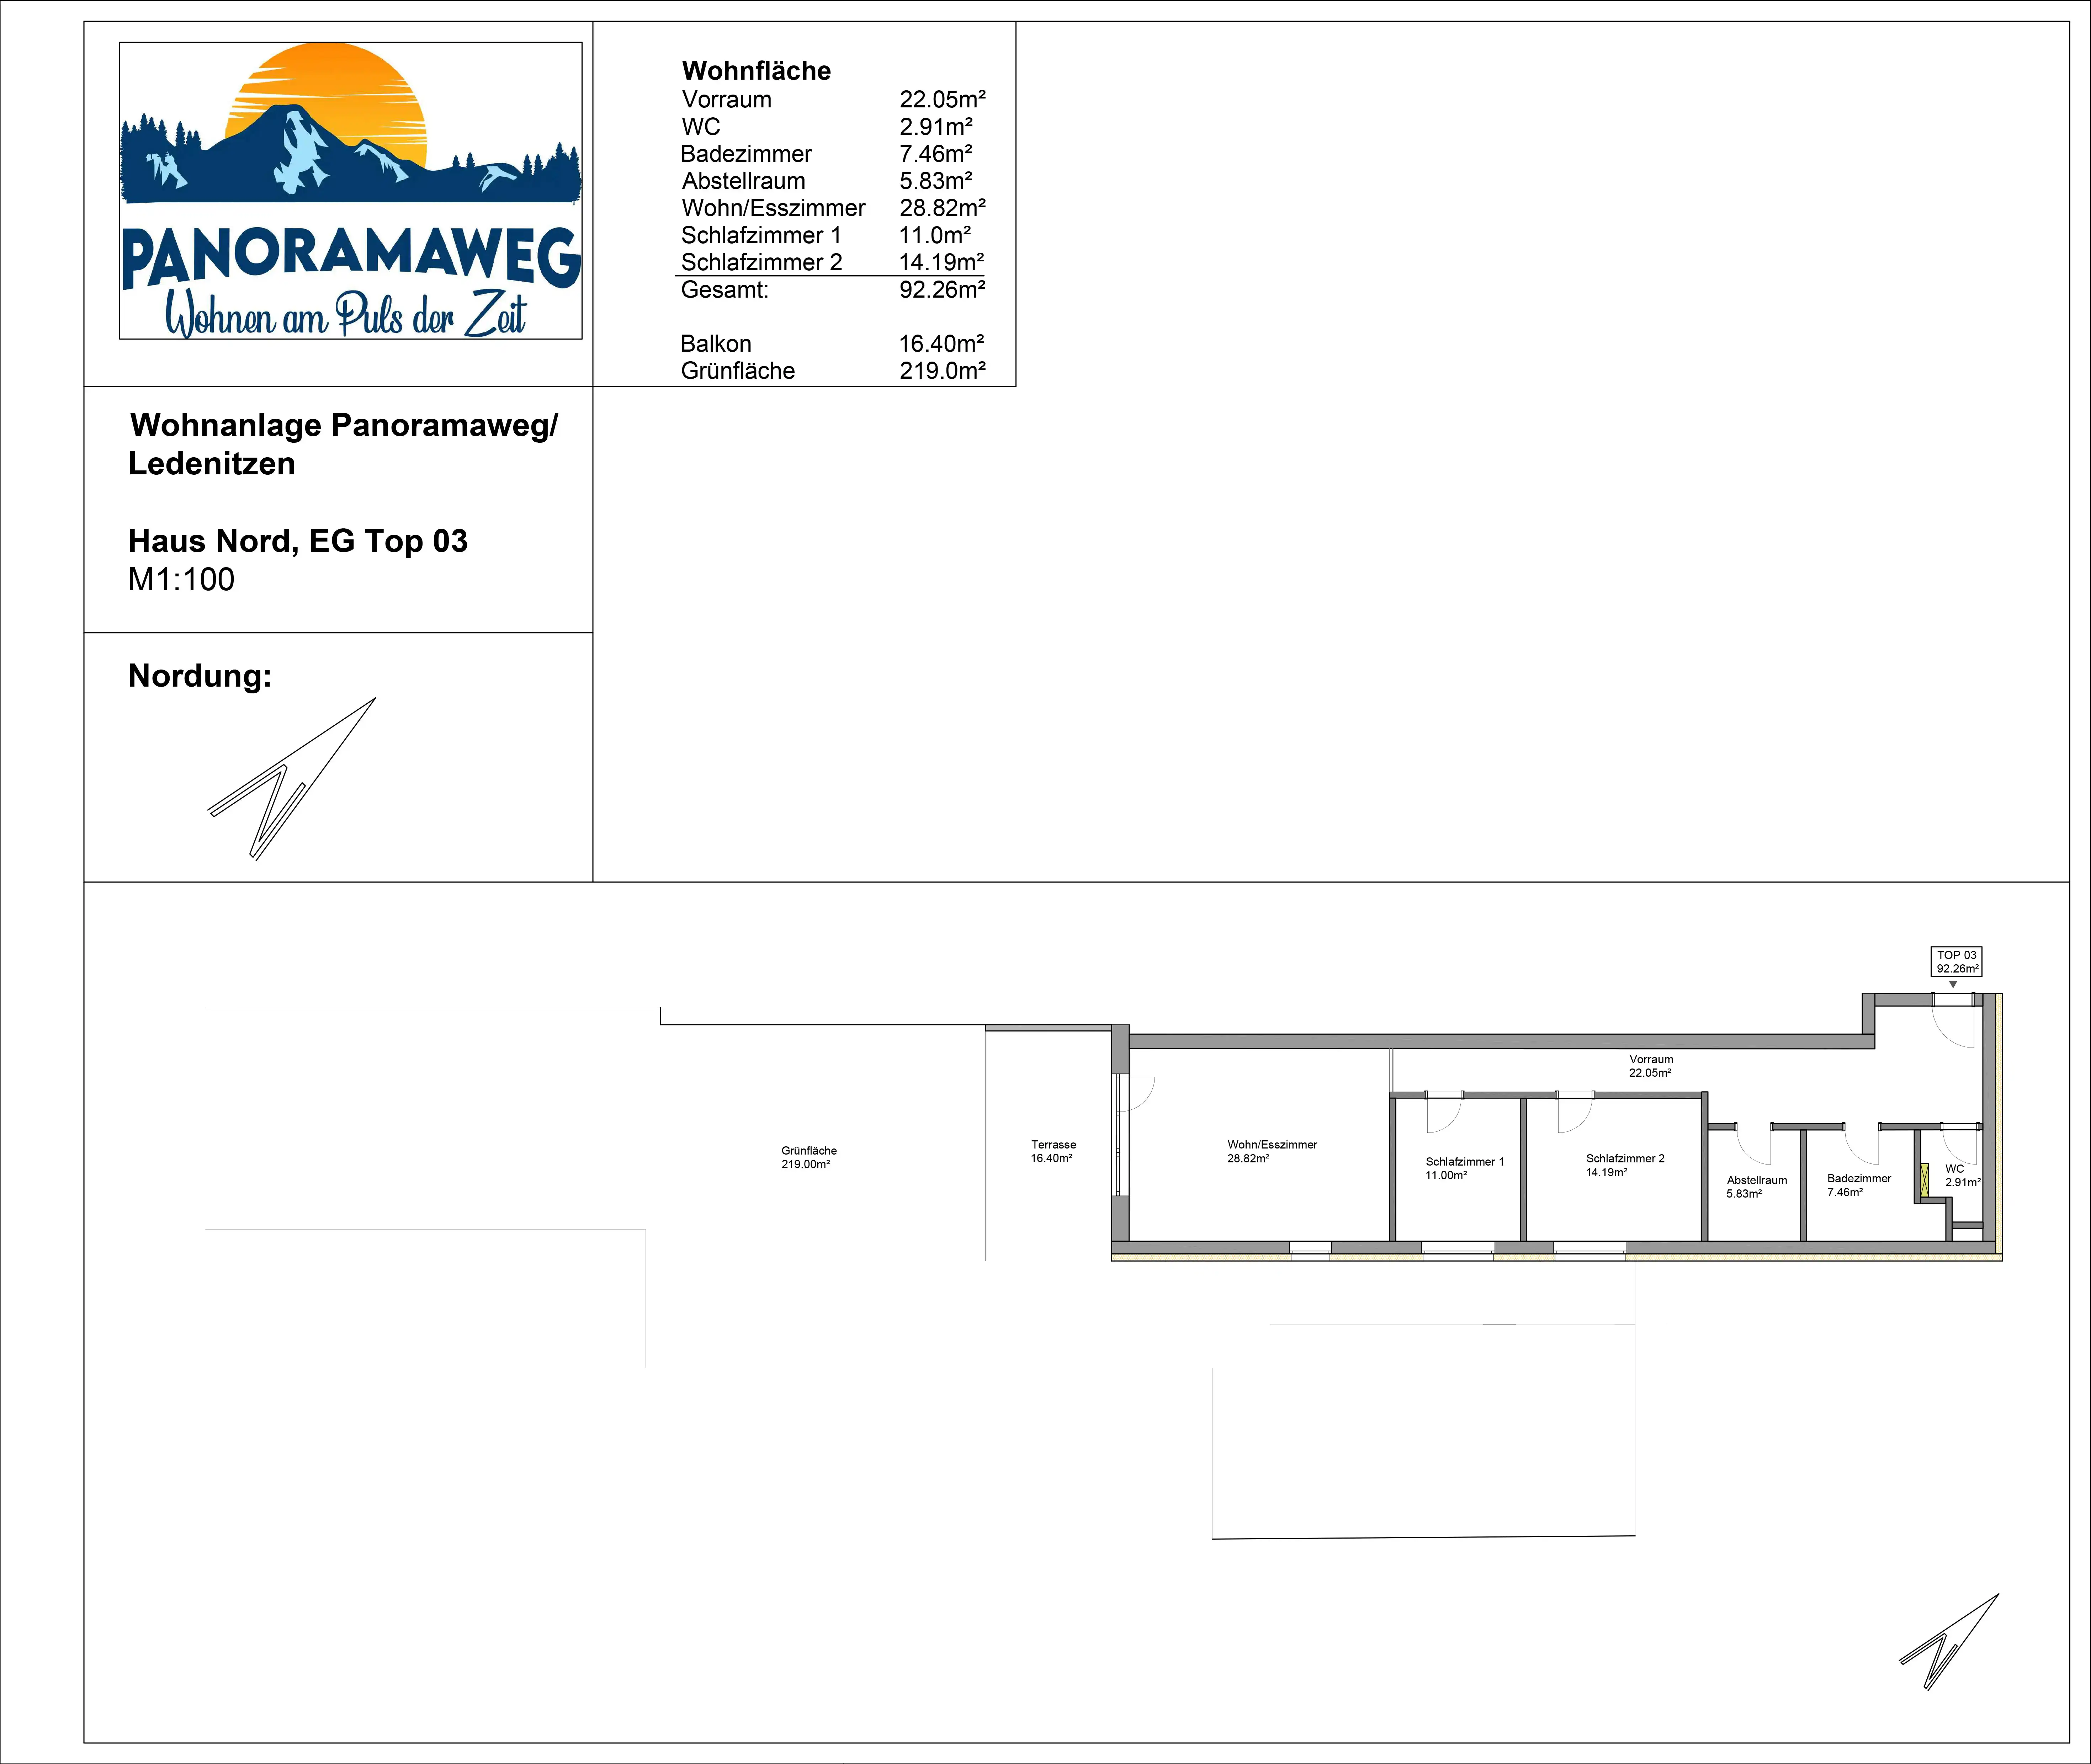 PANORAMAWEG
Wohnen am Puls der Zeit
Wohnfläche
Vorraum 22.05m²
WC 2.91m²
Badezimmer 7.46m²
Abstellraum 5.83m²
Wohn/Esszimmer 28.82m²
Schlafzimmer 1 11.0m²
Schlafzimmer 2 14.19m²
Gesamt: 92.26m²
Balkon 16.40m²
Grünfläche 219.0m²
Wohnanlage Panoramaweg/
Ledenitzen
Haus Nord, EG Top 03
M1:100
Nordung:
N
TOP 03
92.26m²
Vorraum
22.05m²
Grünfläche
219.00m²
Terrasse
16.40m²
Wohn/Esszimmer
28.82m²
Schlafzimmer 1
11.00m²
Schlafzimmer 2
14.19m²
Abstellraum
5.83m²
Badezimmer
7.46m²
WC
2.91m²
N